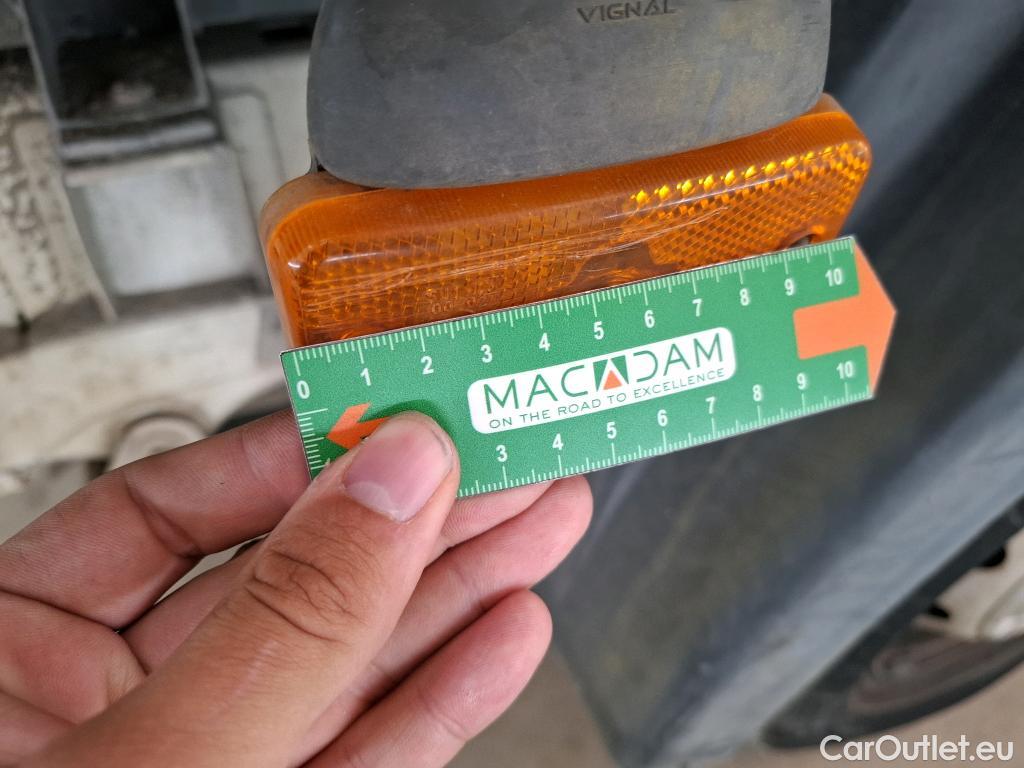 VIGNAL
0 1 2 3 4 5 6 7 8 9 10
MACADAM
ON THE ROAD TO EXCELLENCE
3 4 5 6 7 8 9 10
CarOutlet.eu